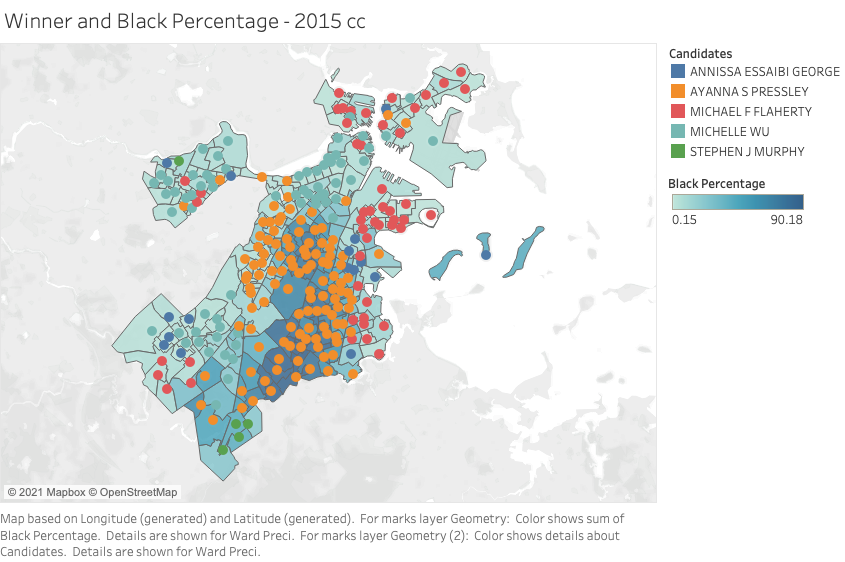 Winner and Black Percentage - 2015 cc
Candidates
ANNISSA ESSAIBI GEORGE
AYANNA S PRESSLEY
MICHAEL F FLAHERTY
MICHELLE WU
STEPHEN J MURPHY
Black Percentage
0.15 90.18
© 2021 Mapbox © OpenStreetMap
Map based on Longitude (generated) and Latitude (generated). For marks layer Geometry: Color shows sum of
Black Percentage. Details are shown for Ward Preci. For marks layer Geometry (2): Color shows details about
Candidates. Details are shown for Ward Preci.